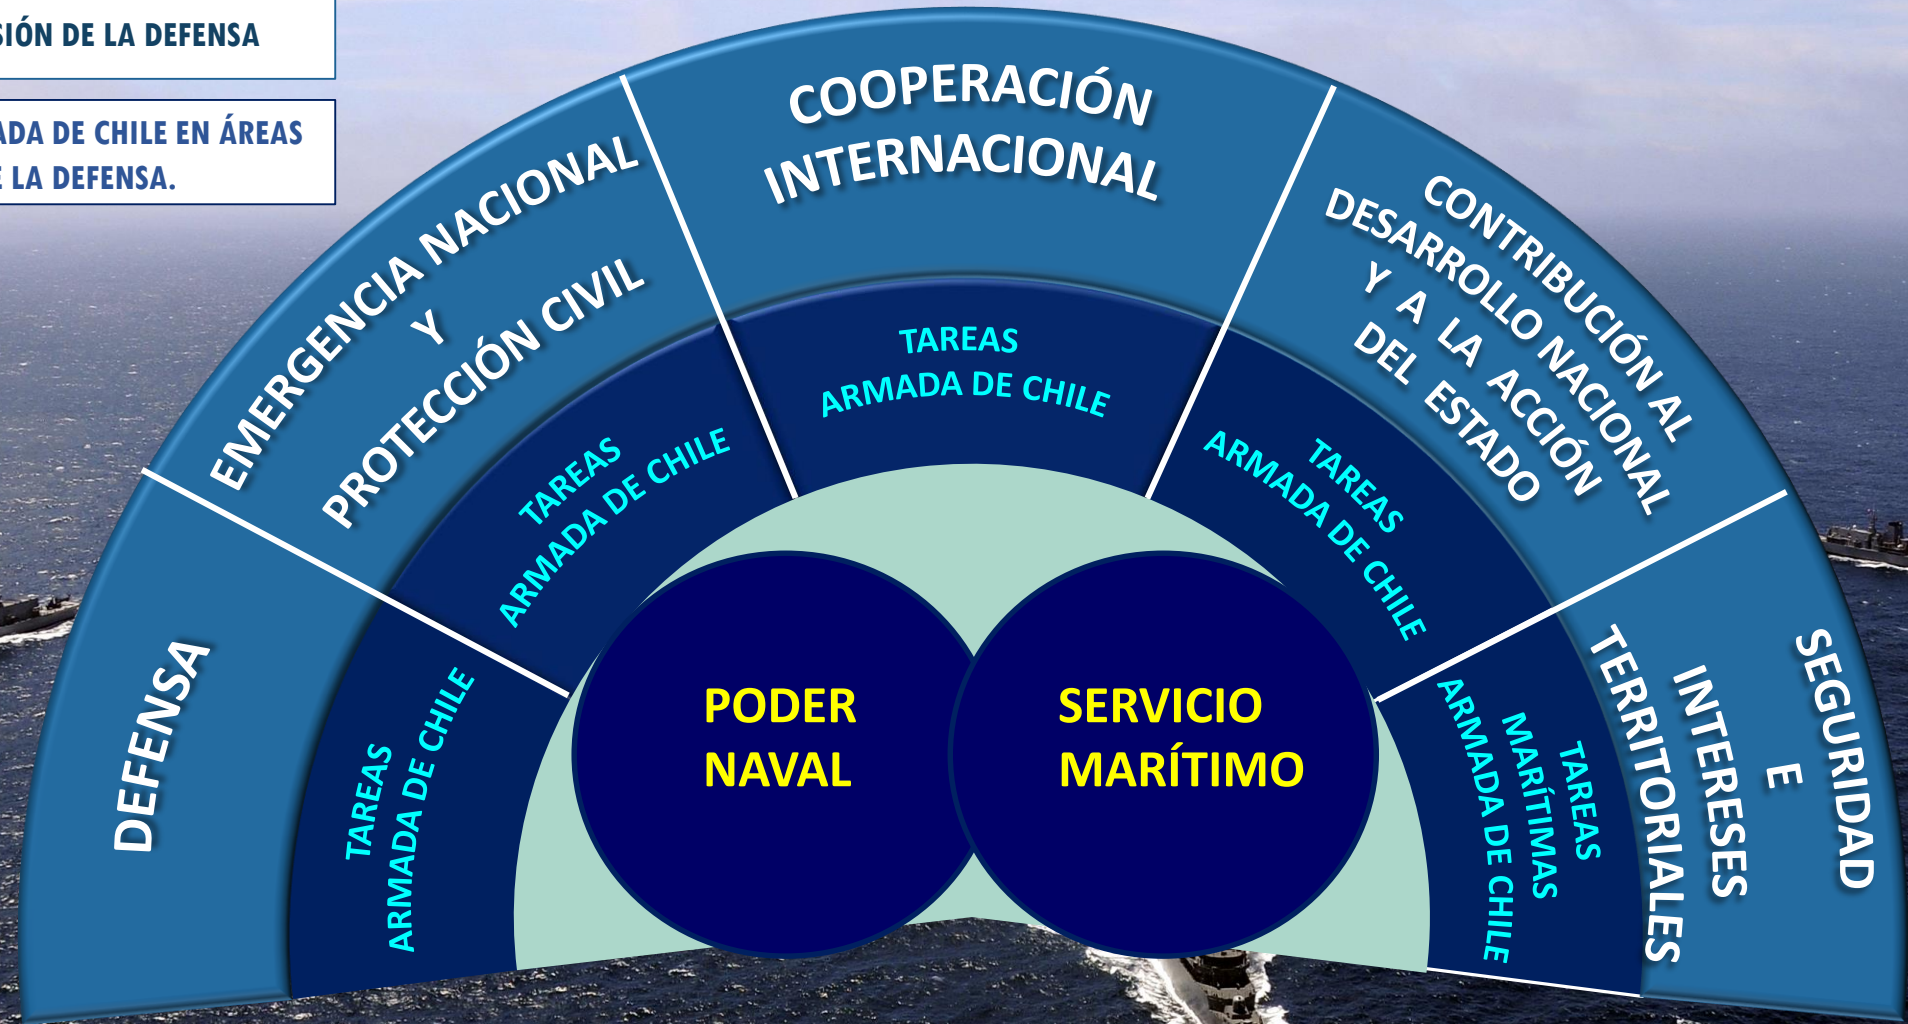 SIÓN DE LA DEFENSA
ADA DE CHILE EN ÁREAS
E LA DEFENSA.
DEFENSA
TAREAS
ARMADA DE CHILE
EMERGENCIA NACIONAL
Y
PROTECCIÓN CIVIL
TAREAS
ARMADA DE CHILE
COOPERACIÓN
INTERNACIONAL
TAREAS
ARMADA DE CHILE
CONTRIBUCIÓN AL
DESARROLLO NACIONAL
Y A LA ACCIÓN
DEL ESTADO
TAREAS
ARMADA DE CHILE
SEGURIDAD
E
INTERESES
TERRITORIALES
TAREAS
MARÍTIMAS
ARMADA DE CHILE
PODER
NAVAL
SERVICIO
MARÍTIMO